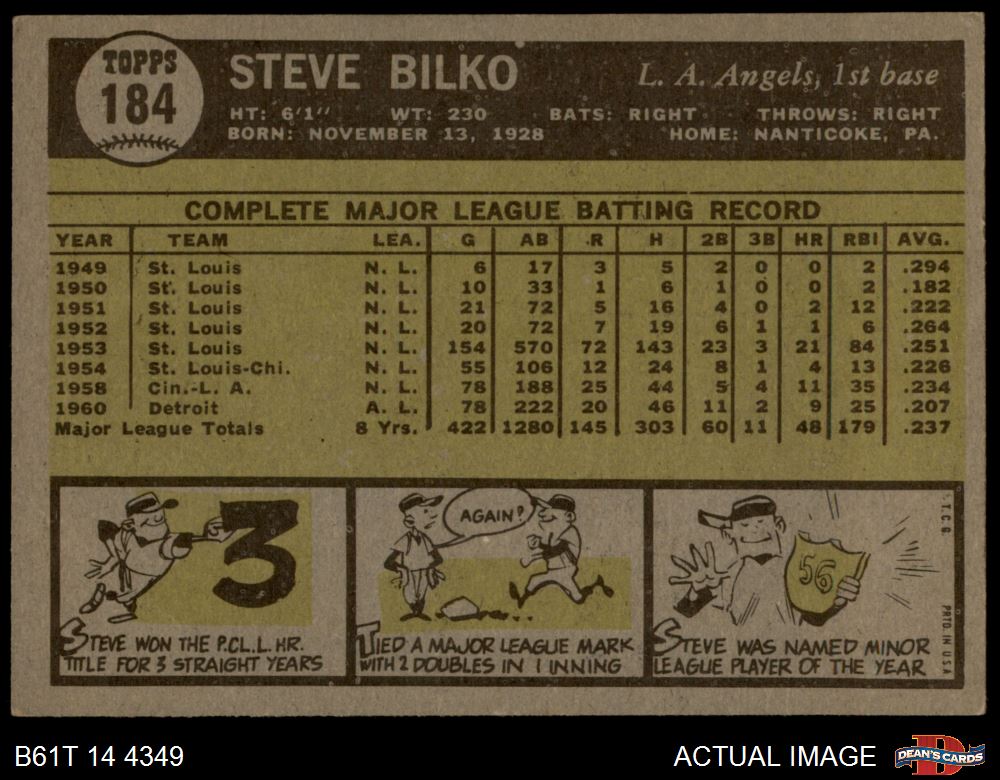 TOPPS
184
STEVE BILKO
L. A. Angels, 1st base
HT: 6'1" WT: 230 BATS: RIGHT THROWS: RIGHT
BORN: NOVEMBER 13, 1928 HOME: NANTICOKE, PA.
COMPLETE MAJOR LEAGUE BATTING RECORD
YEAR TEAM LEA. G AB R H 2B 3B HR RBI AVG.
1949 St. Louis N. L. 6 17 3 5 2 0 0 2 .294
1950 St. Louis N. L. 10 33 1 6 1 0 0 2 .182
1951 St. Louis N. L. 21 72 5 16 4 0 2 12 .222
1952 St. Louis N. L. 20 72 7 19 6 1 1 6 .264
1953 St. Louis N. L. 154 570 72 143 23 3 21 84 .251
1954 St. Louis-Chi. N. L. 55 106 12 24 8 1 4 13 .226
1958 Cin.-L. A. N. L. 78 188 25 44 5 4 11 35 .234
1960 Detroit A. L. 78 222 20 46 11 2 9 25 .207
Major League Totals 8 Yrs. 422 1280 145 303 60 11 48 179 .237
3
STEVE WON THE P.C.L. HR.
TITLE FOR 3 STRAIGHT YEARS
AGAIN?
TIED A MAJOR LEAGUE MARK
WITH 2 DOUBLES IN 1 INNING
56
STEVE WAS NAMED MINOR
LEAGUE PLAYER OF THE YEAR
T.C.G.
PRTD. IN U.S.A.
B61T 14 4349
ACTUAL IMAGE
DEAN'S CARDS